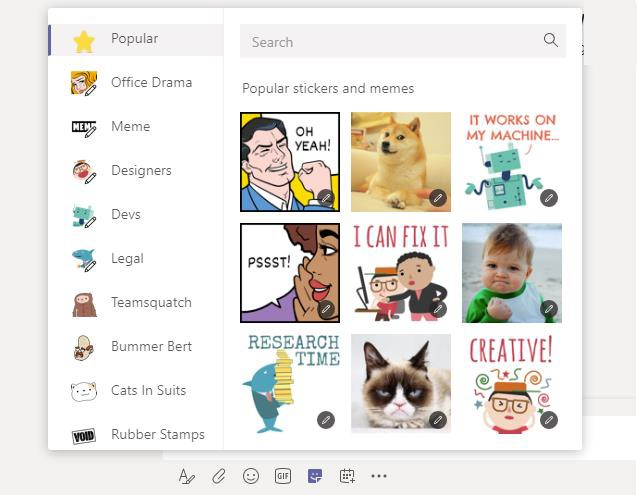 Popular
Office Drama
MEME
Meme
Designers
Devs
Legal
Teamsquatch
Bummer Bert
Cats In Suits
VOID
Rubber Stamps
Search
Popular stickers and memes
OH
YEAH!
IT WORKS ON
MY MACHINE...
PSSST!
I CAN FIX IT
RESEARCH
TIME
CREATIVE!
GIF